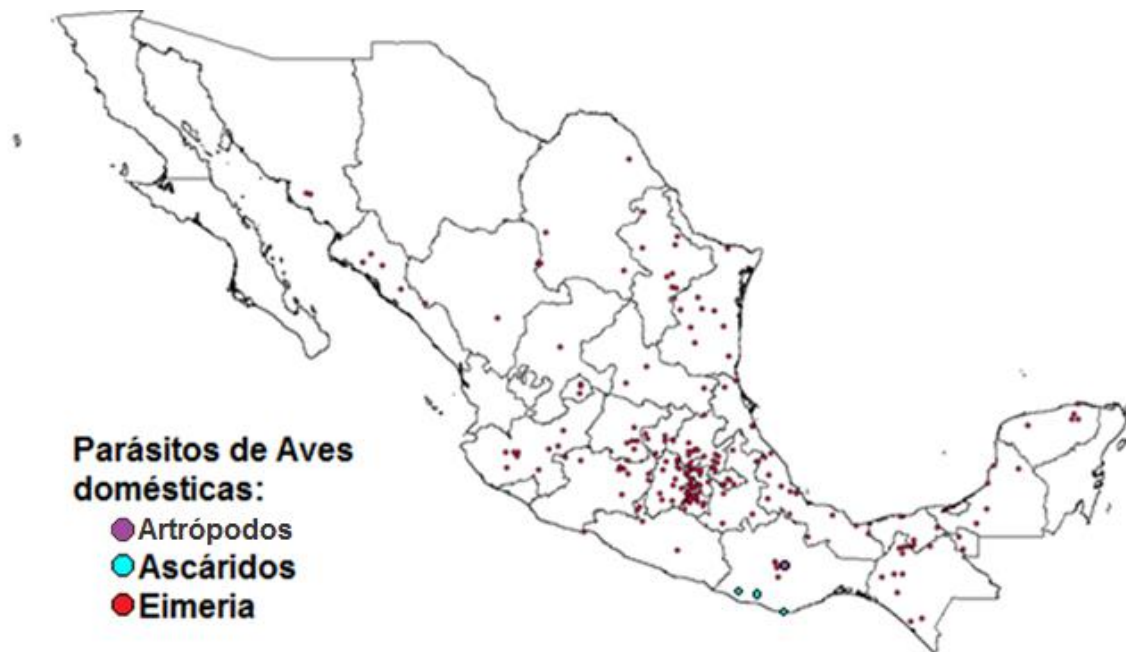 Parásitos de Aves
domésticas:
Artrópodos
Ascáridos
Eimeria